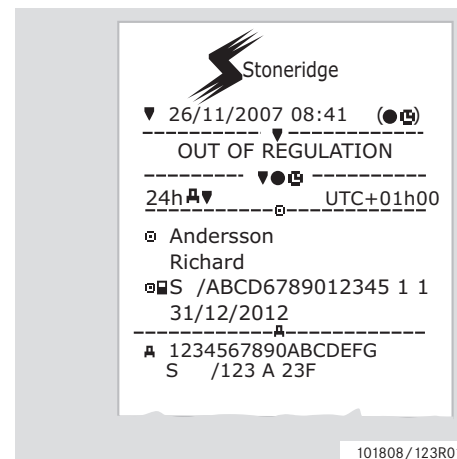 Stoneridge
26/11/2007 08:41
OUT OF REGULATION
24h UTC+01h00
Andersson
Richard
S /ABCD6789012345 1 1
31/12/2012
1234567890ABCDEFG
S /123 A 23F
101808/123R01